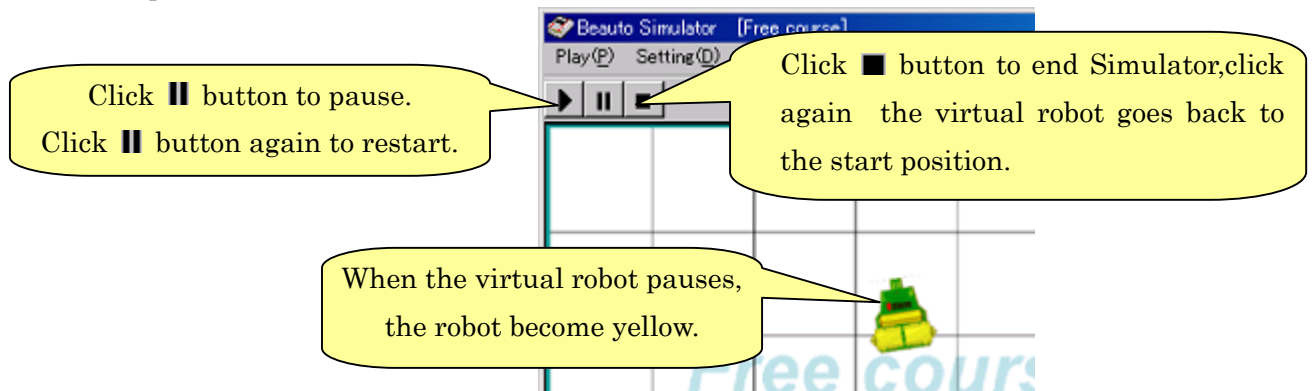 Beauto Simulator [Free course]
Play(P) Setting(D)
Click ⏸ button to pause.
Click ⏸ button again to restart.
Click ■ button to end Simulator,click
again the virtual robot goes back to
the start position.
When the virtual robot pauses,
the robot become yellow.
Free cours